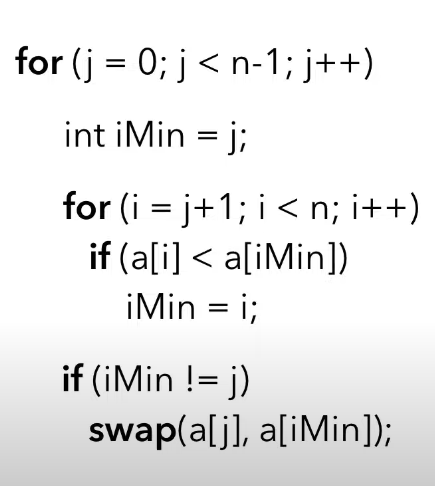 for (j = 0; j < n-1; j++)
int iMin = j;
for (i = j+1; i < n; i++)
if (a[i] < a[iMin])
iMin = i;
if (iMin != j)
swap(a[j], a[iMin]);